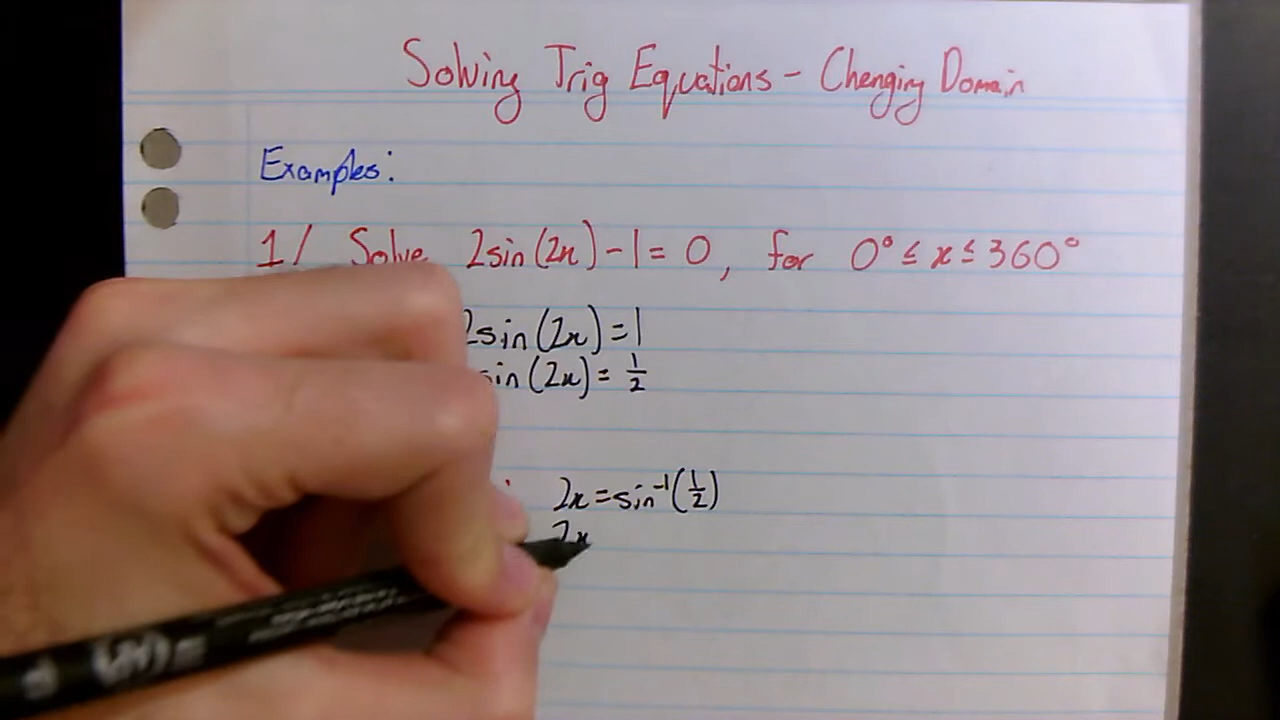 Solving Trig Equations - Changing Domain
Examples:
1/ Solve 2sin(2x)-1=0, for 0°≤x≤360°
2sin(2x)=1
sin(2x)=1/2
2x=sin⁻¹(1/2)
2x